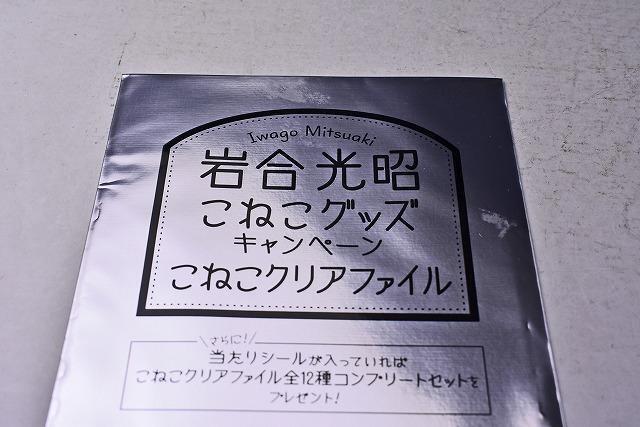 Iwago Mitsuaki
岩合光昭
こねこグッズ
キャンペーン
こねこクリアファイル
さらに!
当たりシールが入っていれば
こねこクリアファイル全12種コンプリートセットを
プレゼント!